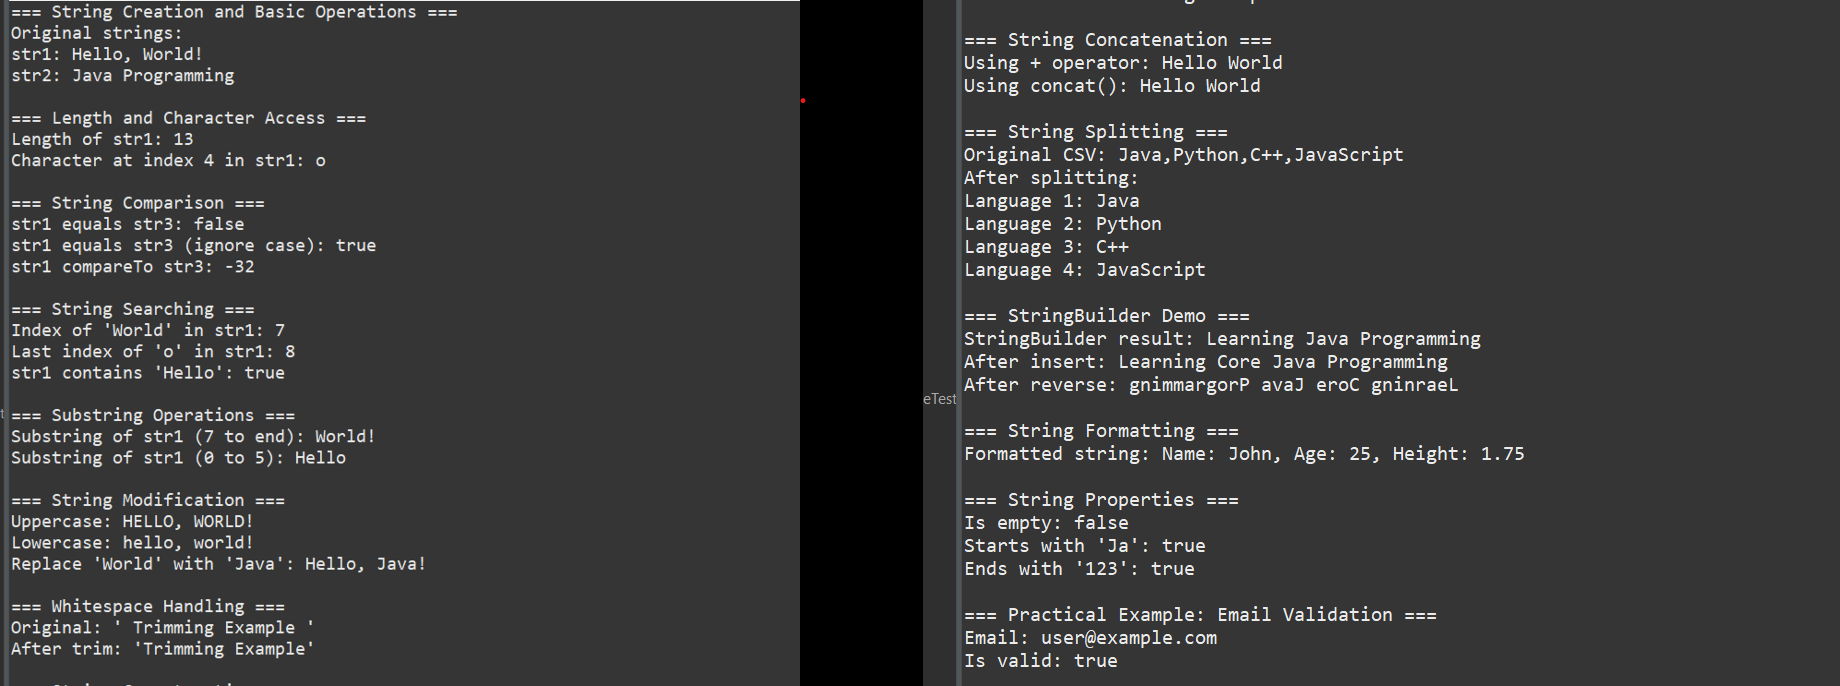 === String Creation and Basic Operations ===
Original strings:
str1: Hello, World!
str2: Java Programming

=== Length and Character Access ===
Length of str1: 13
Character at index 4 in str1: o

=== String Comparison ===
str1 equals str3: false
str1 equals str3 (ignore case): true
str1 compareTo str3: -32

=== String Searching ===
Index of 'World' in str1: 7
Last index of 'o' in str1: 8
str1 contains 'Hello': true

=== Substring Operations ===
Substring of str1 (7 to end): World!
Substring of str1 (0 to 5): Hello

=== String Modification ===
Uppercase: HELLO, WORLD!
Lowercase: hello, world!
Replace 'World' with 'Java': Hello, Java!

=== Whitespace Handling ===
Original: ' Trimming Example '
After trim: 'Trimming Example'

eTest

=== String Concatenation ===
Using + operator: Hello World
Using concat(): Hello World

=== String Splitting ===
Original CSV: Java,Python,C++,JavaScript
After splitting:
Language 1: Java
Language 2: Python
Language 3: C++
Language 4: JavaScript

=== StringBuilder Demo ===
StringBuilder result: Learning Java Programming
After insert: Learning Core Java Programming
After reverse: gnimmargorP avaJ eroC gninraeL

=== String Formatting ===
Formatted string: Name: John, Age: 25, Height: 1.75

=== String Properties ===
Is empty: false
Starts with 'Ja': true
Ends with '123': true

=== Practical Example: Email Validation ===
Email: user@example.com
Is valid: true